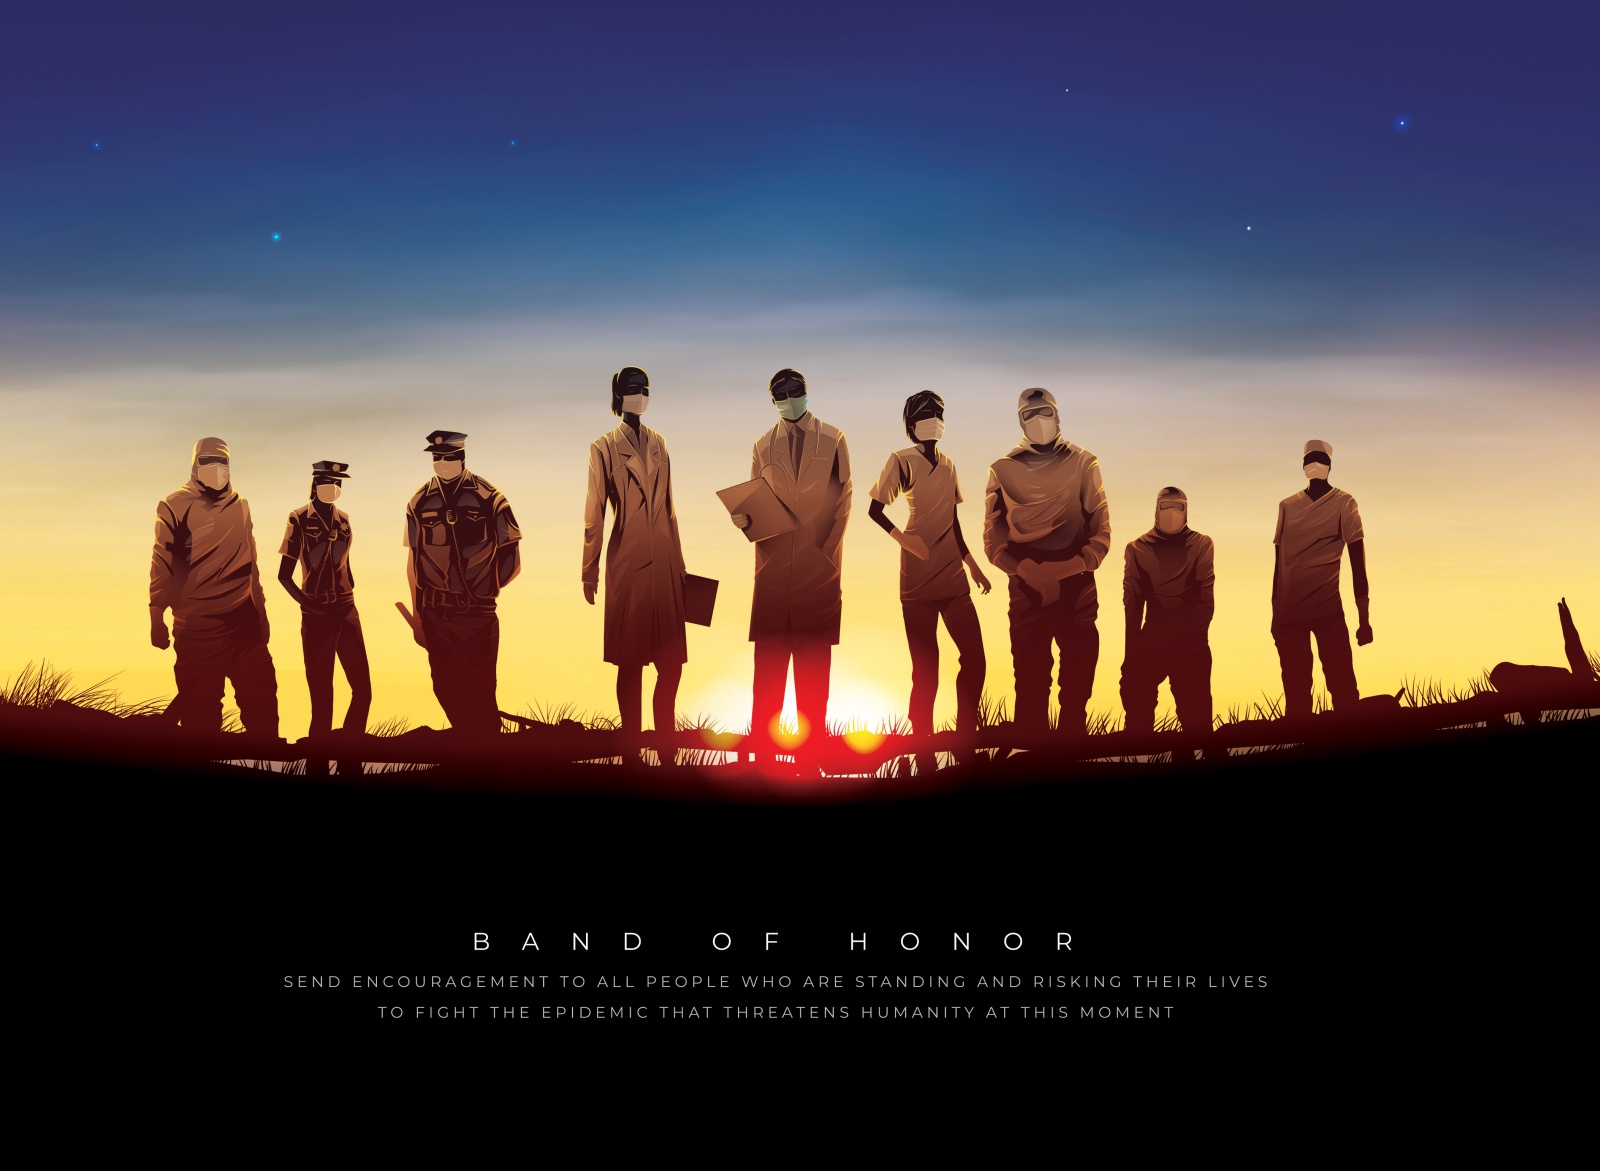 BAND OF HONOR
SEND ENCOURAGEMENT TO ALL PEOPLE WHO ARE STANDING AND RISKING THEIR LIVES
TO FIGHT THE EPIDEMIC THAT THREATENS HUMANITY AT THIS MOMENT